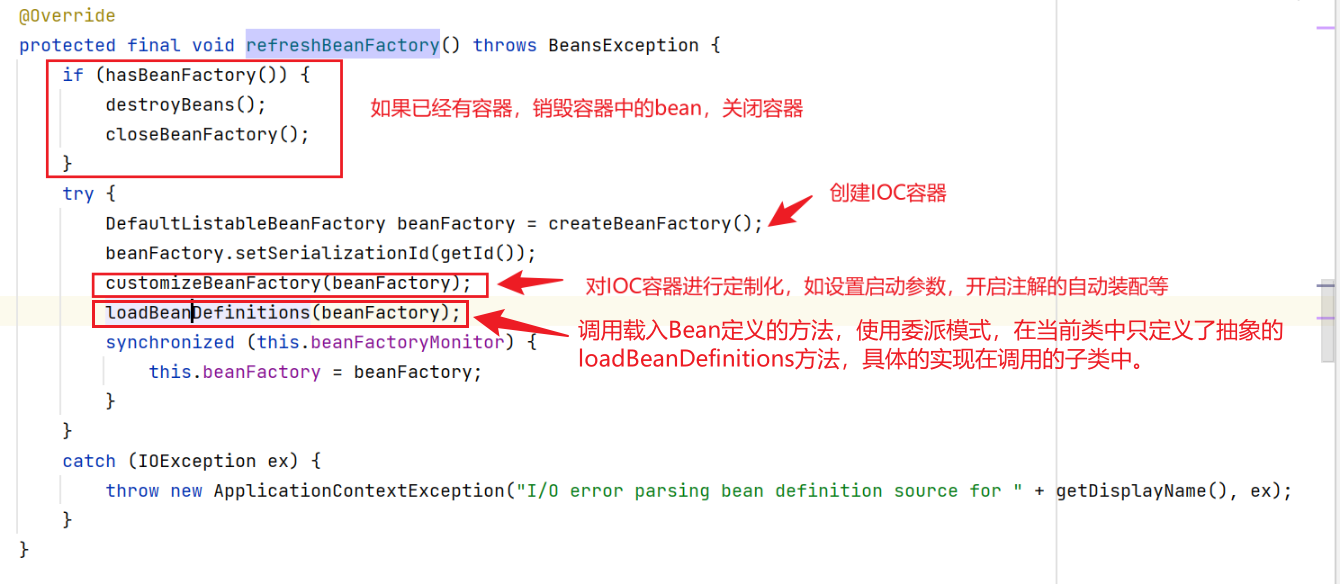 @Override
protected final void refreshBeanFactory() throws BeansException {
if (hasBeanFactory()) {
destroyBeans();
如果已经有容器，销毁容器中的bean，关闭容器
closeBeanFactory();
}
try {
创建IOC容器
DefaultListableBeanFactory beanFactory = createBeanFactory();
beanFactory.setSerializationId(getId());
customizeBeanFactory(beanFactory);
对IOC容器进行定制化，如设置启动参数，开启注解的自动装配等
loadBeanDefinitions(beanFactory);
调用载入Bean定义的方法，使用委派模式，在当前类中只定义了抽象的
loadBeanDefinitions方法，具体的实现在调用的子类中。
synchronized (this.beanFactoryMonitor) {
this.beanFactory = beanFactory;
}
}
catch (IOException ex) {
throw new ApplicationContextException("I/O error parsing bean definition source for " + getDisplayName(), ex);
}
}